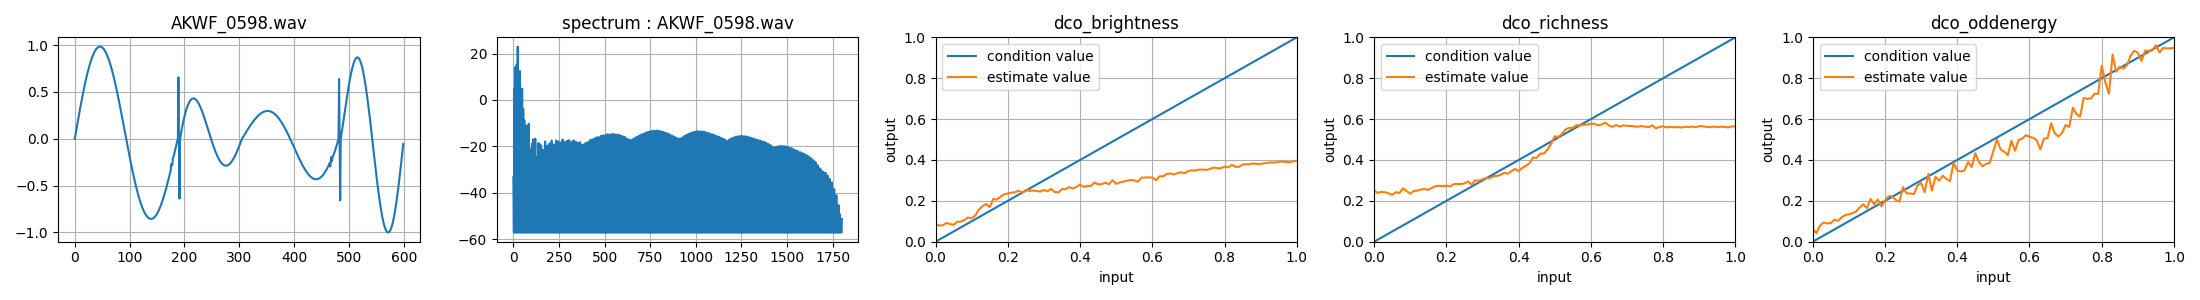 AKWF_0598.wav
1.0
0.5
0.0
−0.5
−1.0
0 100 200 300 400 500 600
spectrum : AKWF_0598.wav
20
0
−20
−40
−60
0 250 500 750 1000 1250 1500 1750
dco_brightness
condition value
estimate value
output
1.0
0.8
0.6
0.4
0.2
0.0
0.0 0.2 0.4 0.6 0.8 1.0
input
dco_richness
condition value
estimate value
output
1.0
0.8
0.6
0.4
0.2
0.0
0.0 0.2 0.4 0.6 0.8 1.0
input
dco_oddenergy
condition value
estimate value
output
1.0
0.8
0.6
0.4
0.2
0.0
0.0 0.2 0.4 0.6 0.8 1.0
input